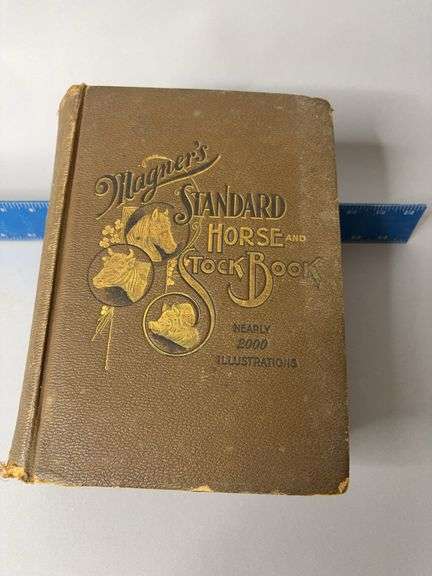 Magner's
STANDARD
HORSE AND
STOCK BOOK
NEARLY
2000
ILLUSTRATIONS